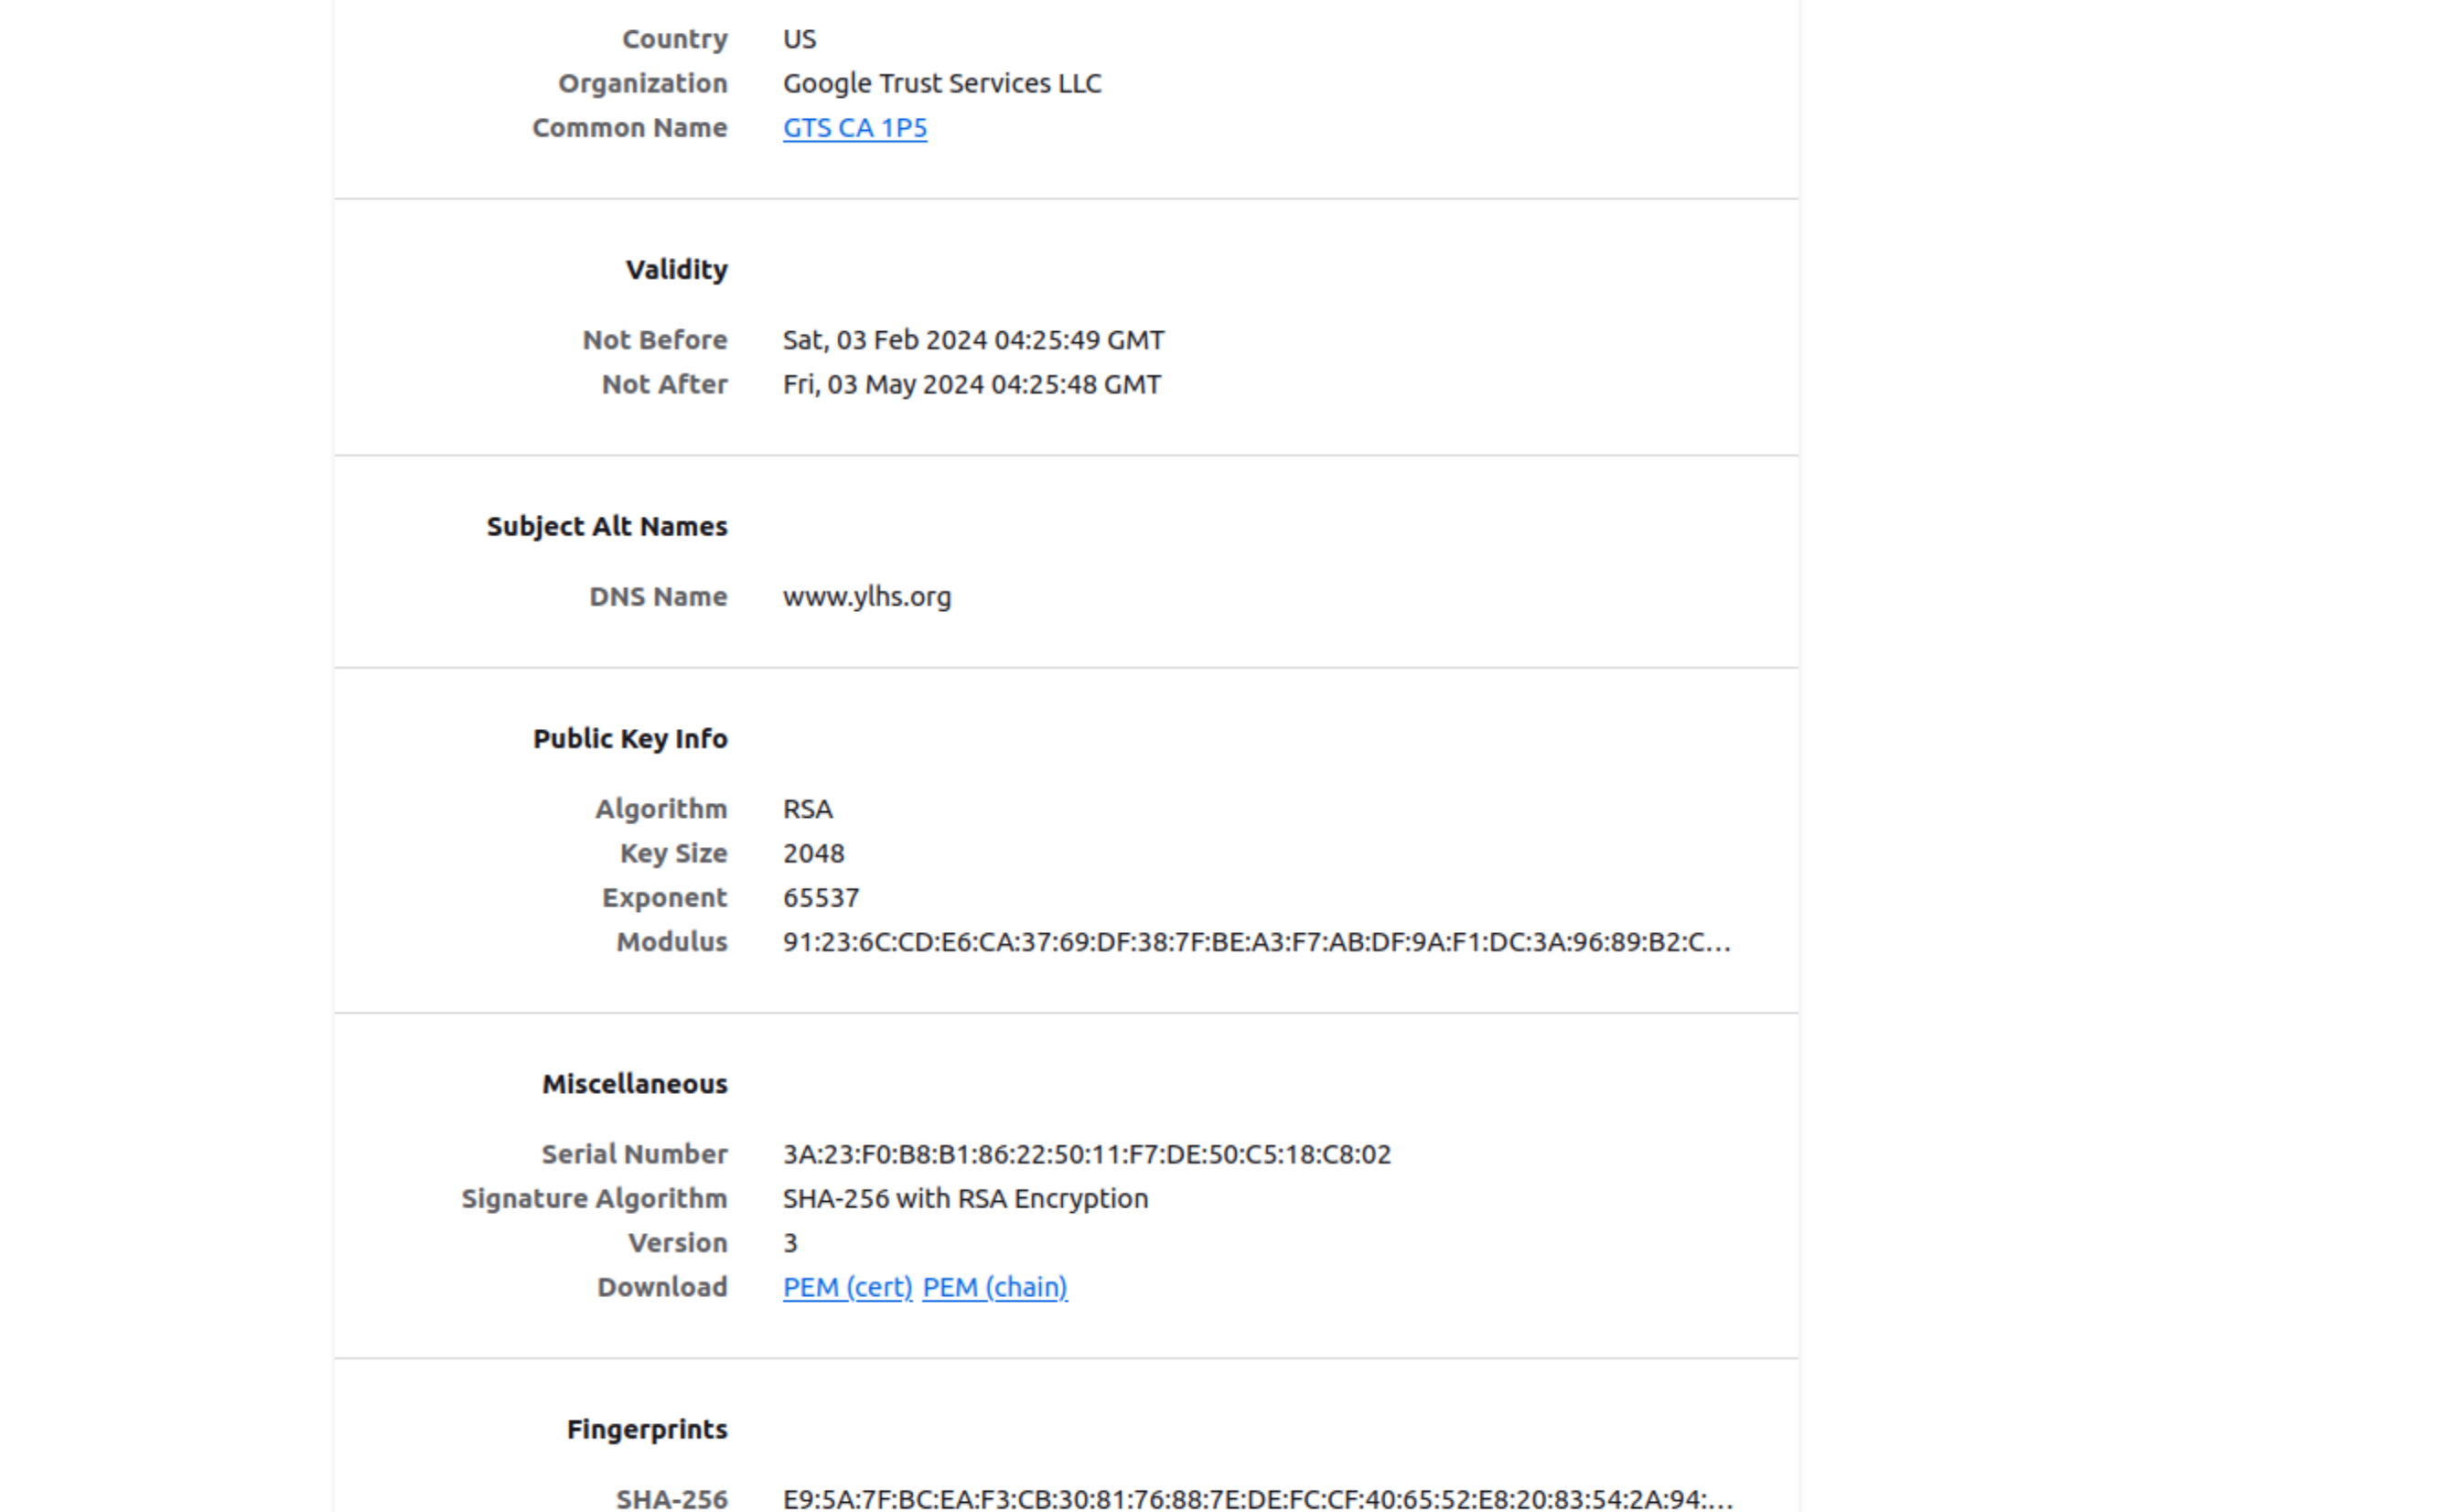 Country US
Organization Google Trust Services LLC
Common Name GTS CA 1P5
Validity
Not Before Sat, 03 Feb 2024 04:25:49 GMT
Not After Fri, 03 May 2024 04:25:48 GMT
Subject Alt Names
DNS Name www.ylhs.org
Public Key Info
Algorithm RSA
Key Size 2048
Exponent 65537
Modulus 91:23:6C:CD:E6:CA:37:69:DF:38:7F:BE:A3:F7:AB:DF:9A:F1:DC:3A:96:89:B2:C…
Miscellaneous
Serial Number 3A:23:F0:B8:B1:86:22:50:11:F7:DE:50:C5:18:C8:02
Signature Algorithm SHA-256 with RSA Encryption
Version 3
Download PEM (cert) PEM (chain)
Fingerprints
SHA-256 E9:5A:7F:BC:EA:F3:CB:30:81:76:88:7E:DE:FC:CF:40:65:52:E8:20:83:54:2A:94:…